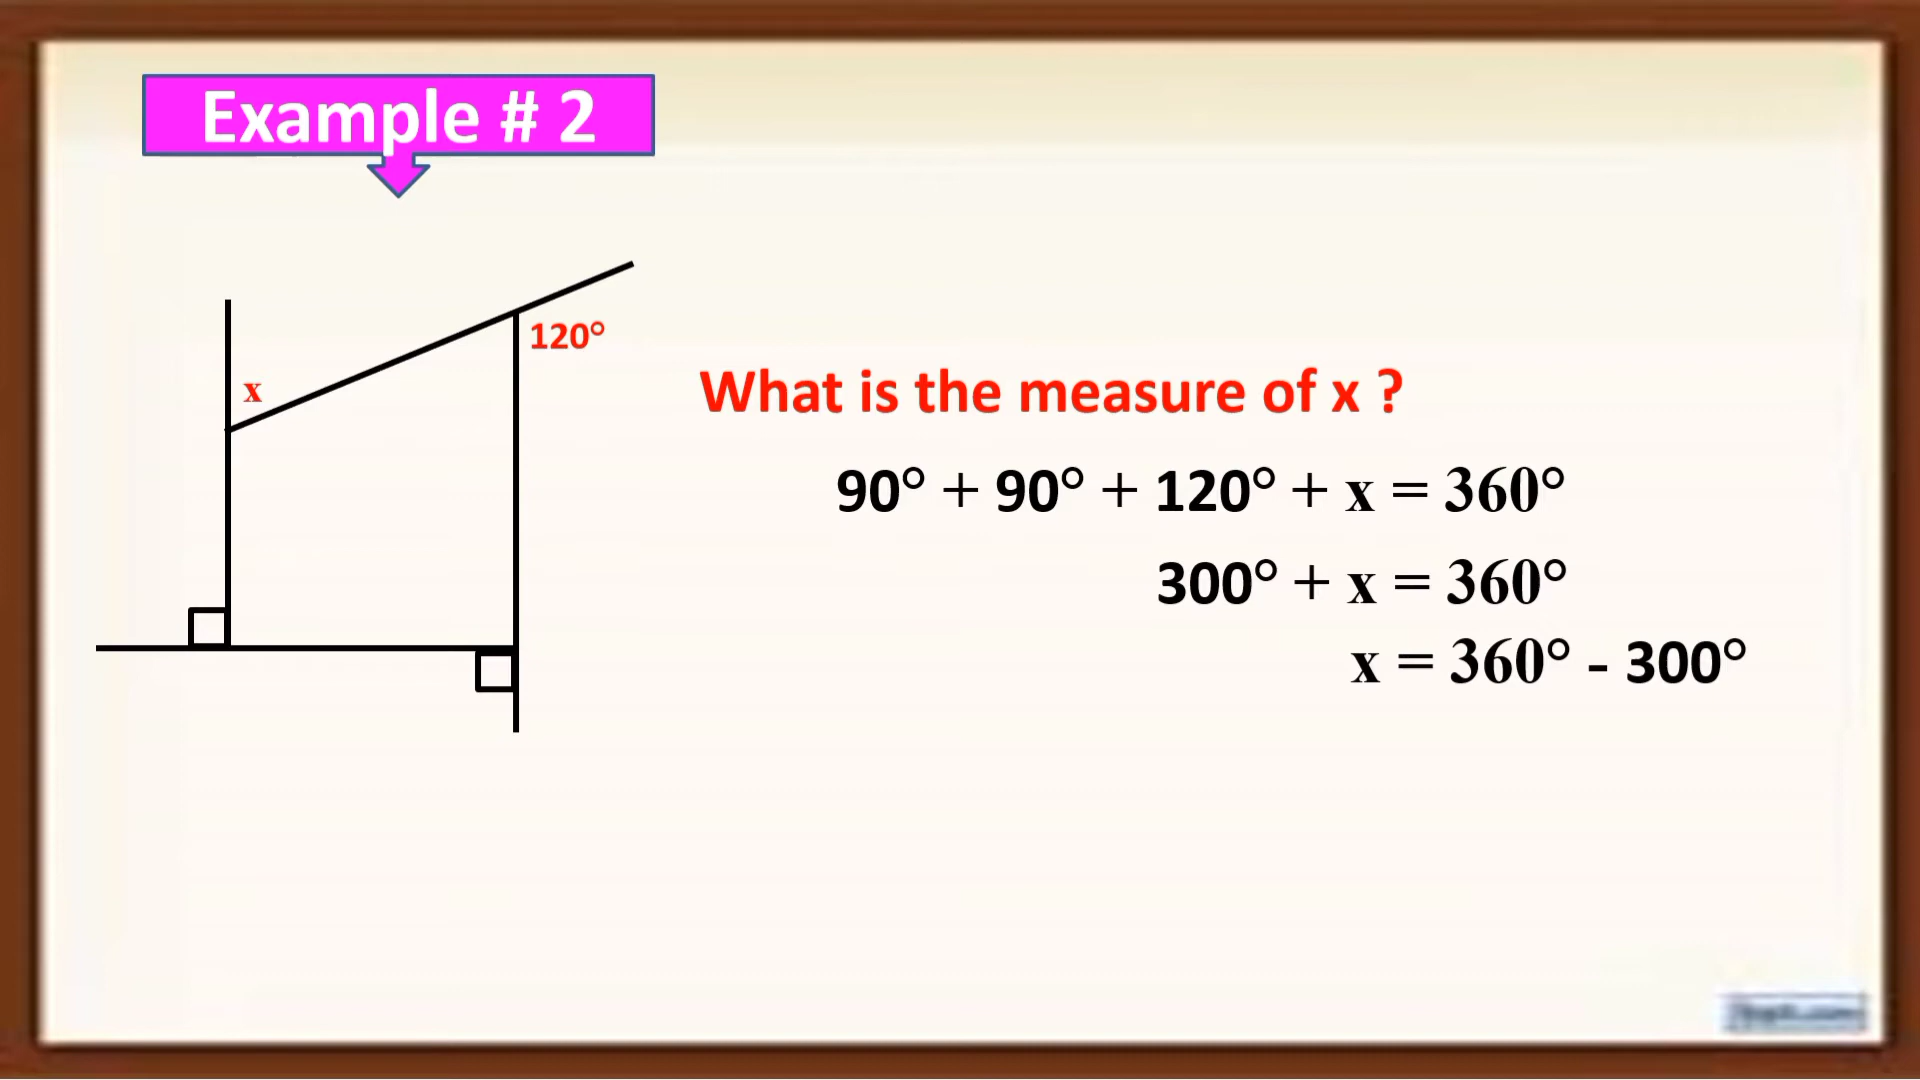 Example # 2
120°
x
What is the measure of x ?
90° + 90° + 120° + x = 360°
300° + x = 360°
x = 360° - 300°